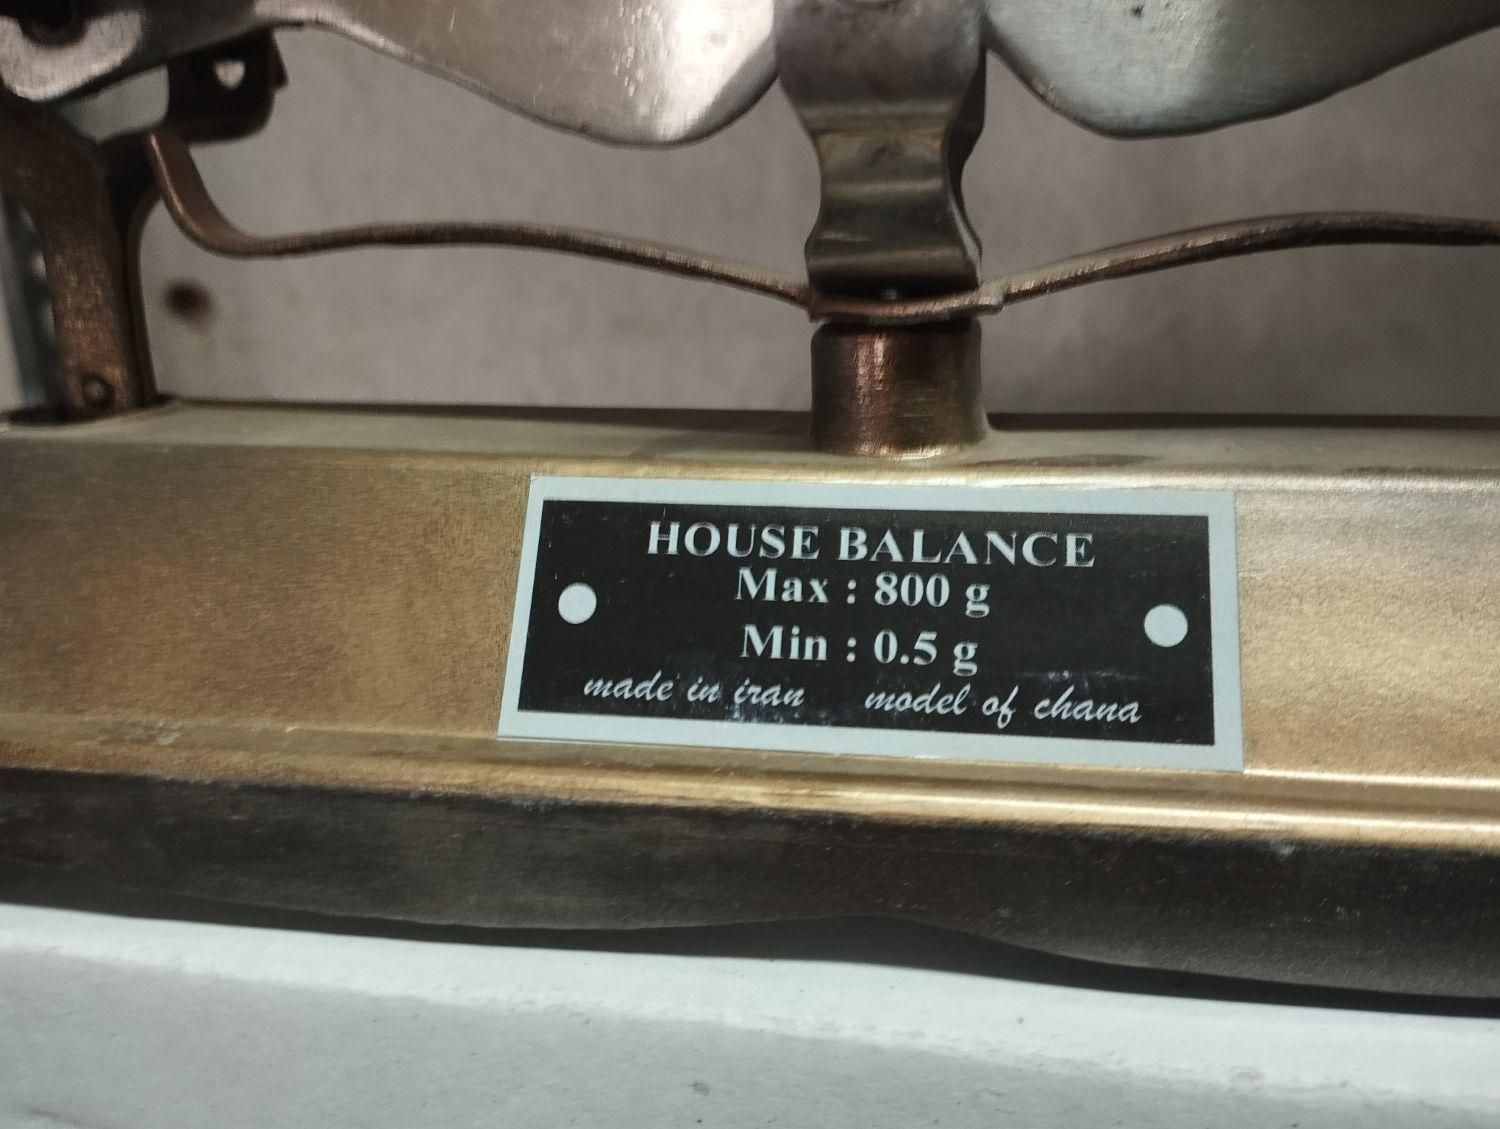 HOUSE BALANCE
Max : 800 g
Min : 0.5 g
made in iran model of chana